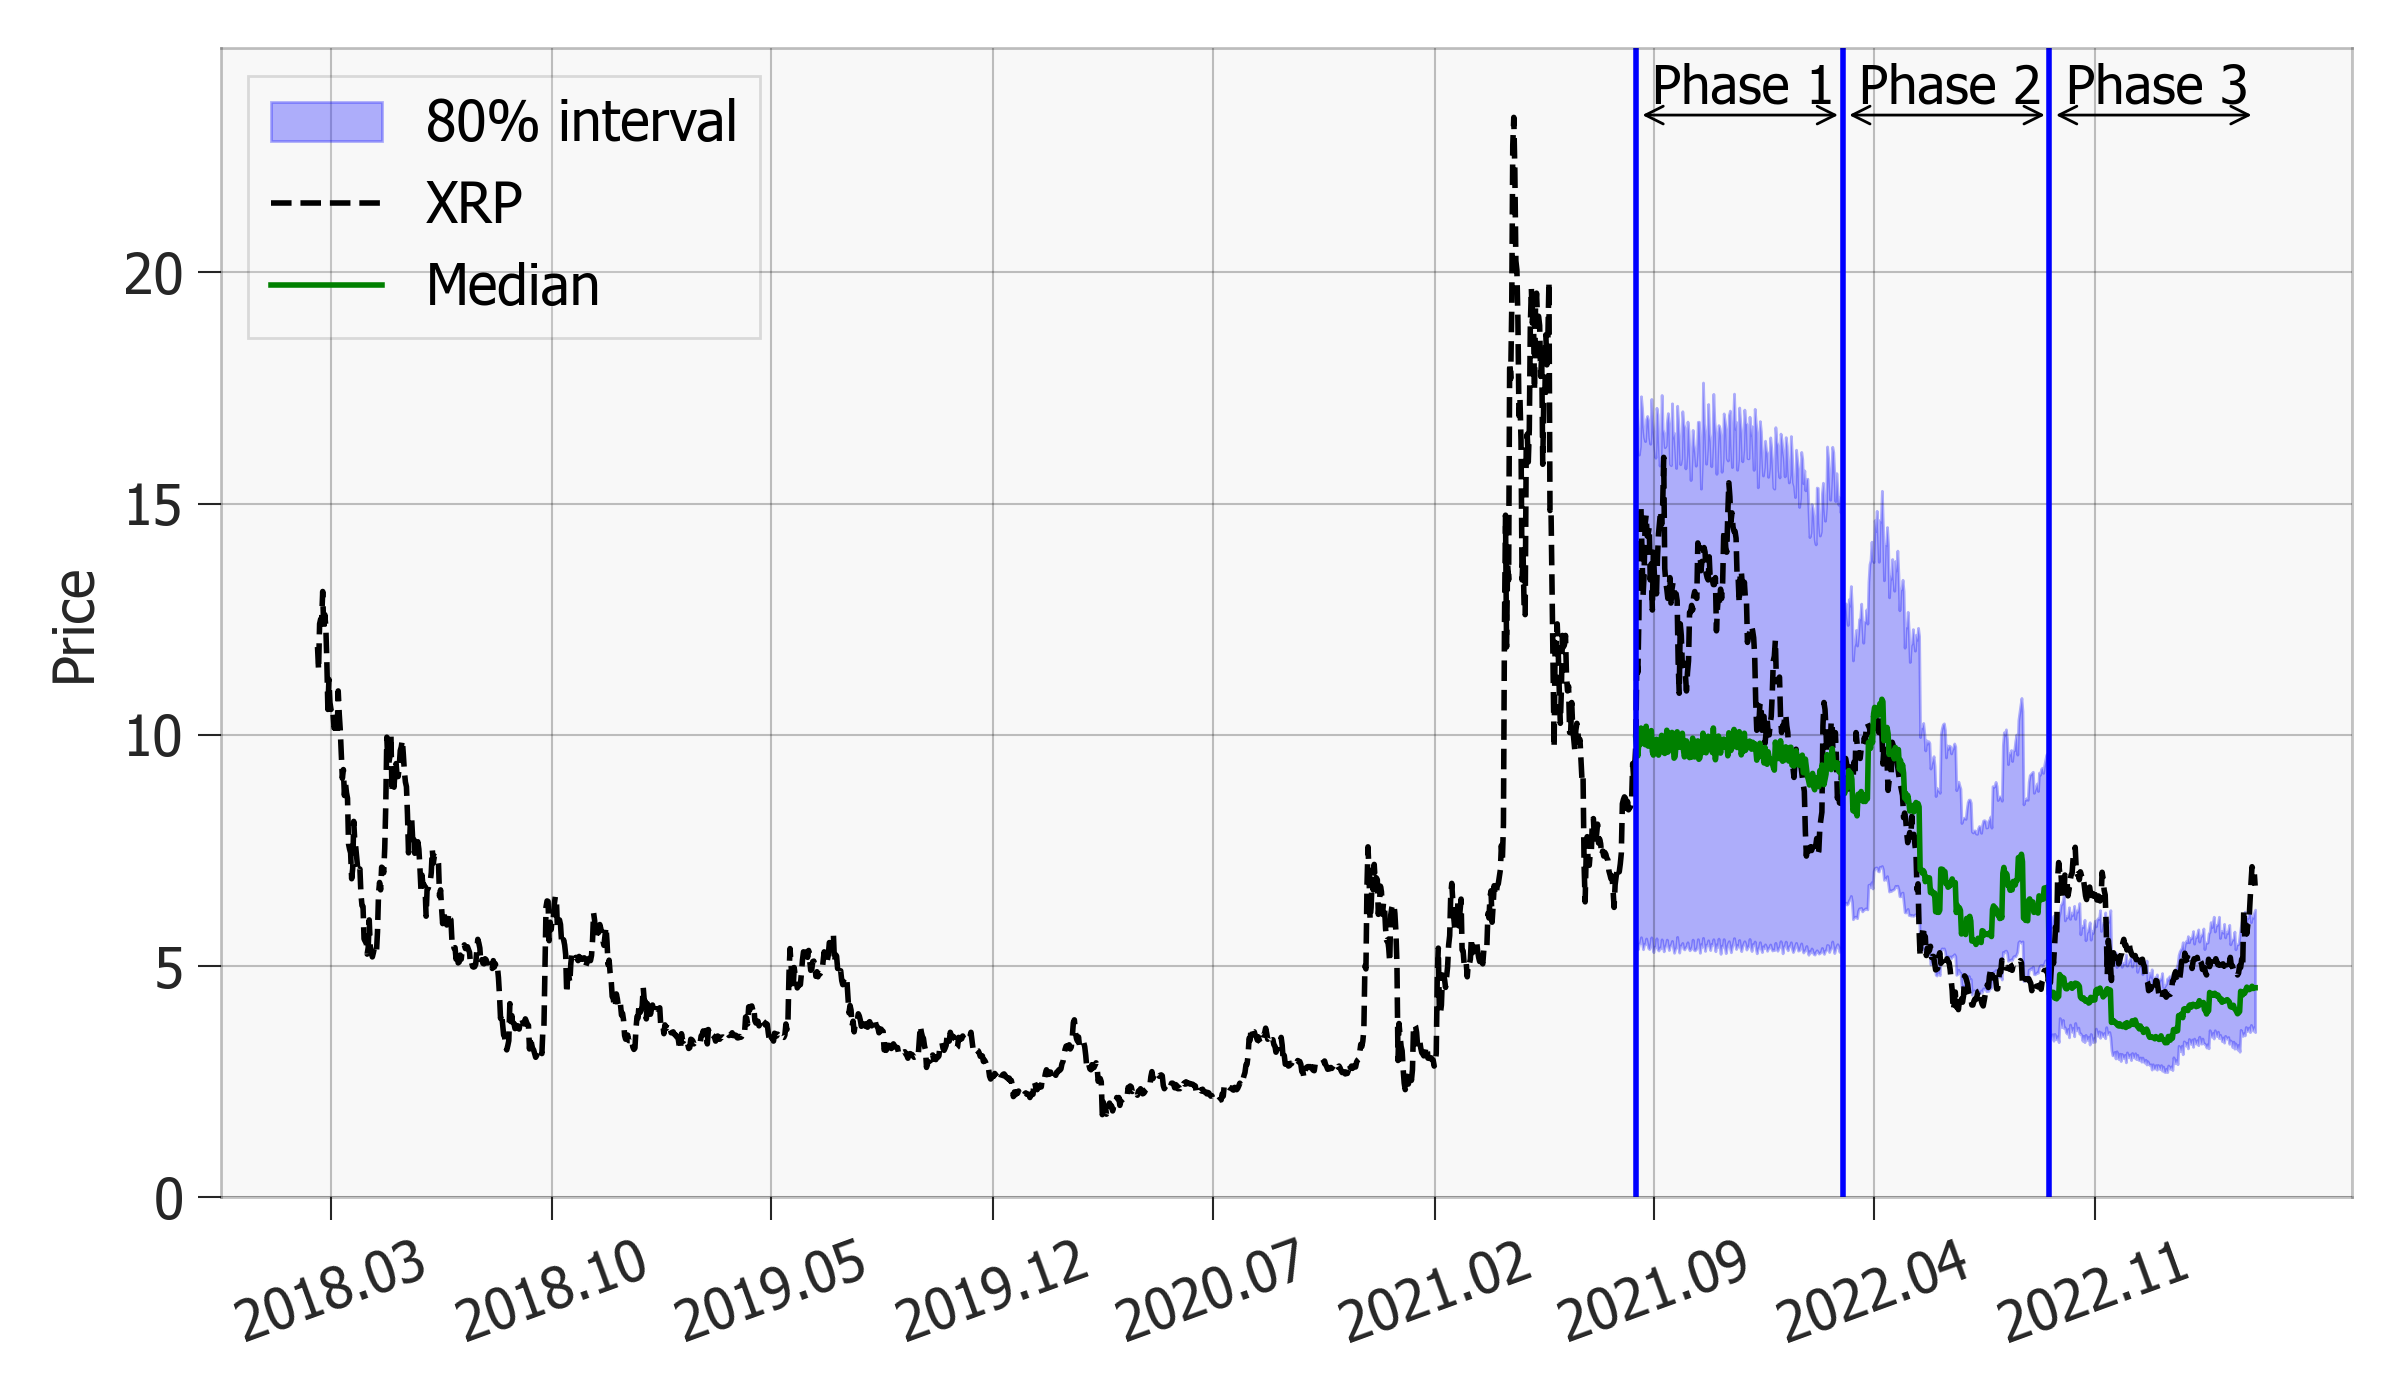 Phase 1
Phase 2
Phase 3
80% interval
XRP
Median
Price
20
15
10
5
0
2018.03
2018.10
2019.05
2019.12
2020.07
2021.02
2021.09
2022.04
2022.11